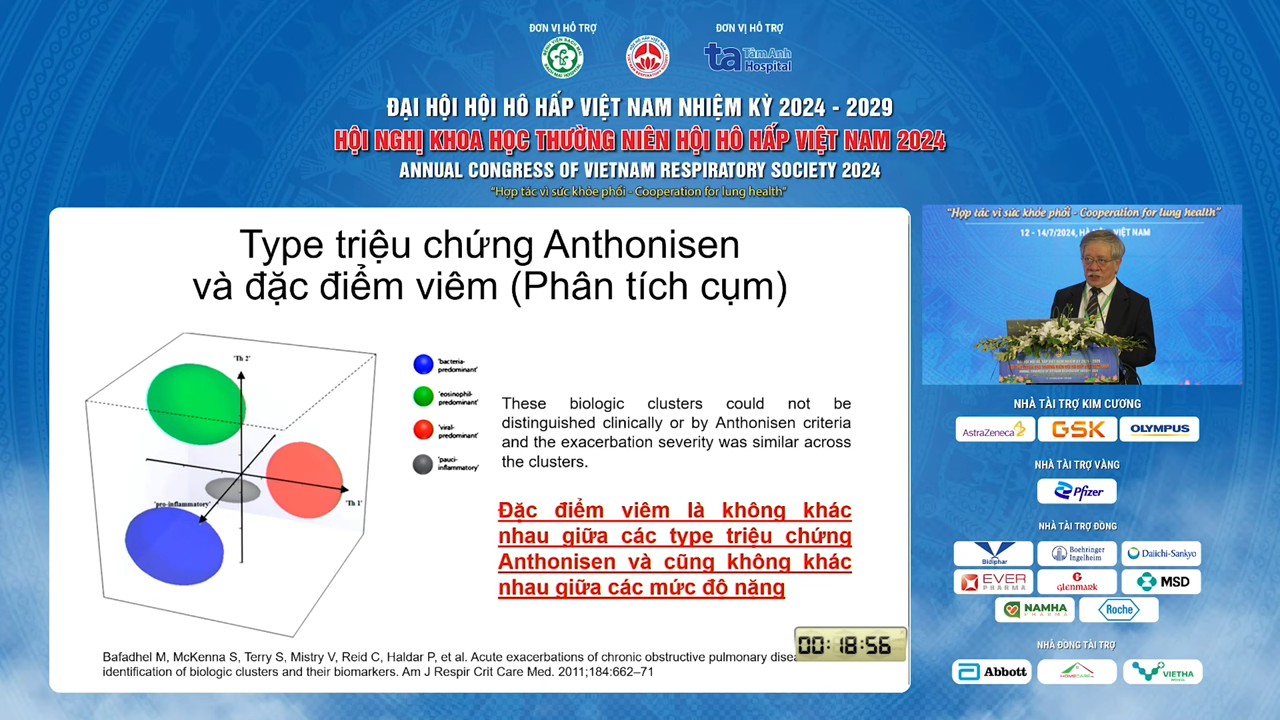 ĐƠN VỊ HỖ TRỢ
ĐƠN VỊ HỖ TRỢ
ta TâmAnh Hospital
ĐẠI HỘI HỘI HÔ HẤP VIỆT NAM NHIỆM KỲ 2024 - 2029
HỘI NGHỊ KHOA HỌC THƯỜNG NIÊN HỘI HÔ HẤP VIỆT NAM 2024
ANNUAL CONGRESS OF VIETNAM RESPIRATORY SOCIETY 2024
"Hợp tác vì sức khỏe phổi - Cooperation for lung health"
Type triệu chứng Anthonisen
và đặc điểm viêm (Phân tích cụm)
'Th 2'
'Th 1'
'pro-inflammatory'
'bacteria-
predominant'
'eosinophil-
predominant'
'viral-
predominant'
'pauci-
inflammatory'
These biologic clusters could not be
distinguished clinically or by Anthonisen criteria
and the exacerbation severity was similar across
the clusters.
Đặc điểm viêm là không khác
nhau giữa các type triệu chứng
Anthonisen và cũng không khác
nhau giữa các mức độ nặng
00:18:56
Bafadhel M, McKenna S, Terry S, Mistry V, Reid C, Haldar P, et al. Acute exacerbations of chronic obstructive pulmonary disea
identification of biologic clusters and their biomarkers. Am J Respir Crit Care Med. 2011;184:662–71
"Hợp tác vì sức khỏe phổi - Cooperation for lung health"
12 - 14/7/2024, HÀ N VIỆT NAM
NHÀ TÀI TRỢ KIM CƯƠNG
AstraZeneca
GSK
OLYMPUS
NHÀ TÀI TRỢ VÀNG
Pfizer
NHÀ TÀI TRỢ ĐỒNG
Bidiphar
Boehringer
Ingelheim
Daiichi-Sankyo
EVER
PHARMA
GLENMARK
MSD
NAMHA
PHARMA
Roche
NHÀ ĐỒNG TÀI TRỢ
Abbott
HOMECARE
VIETHA
MEDICAL